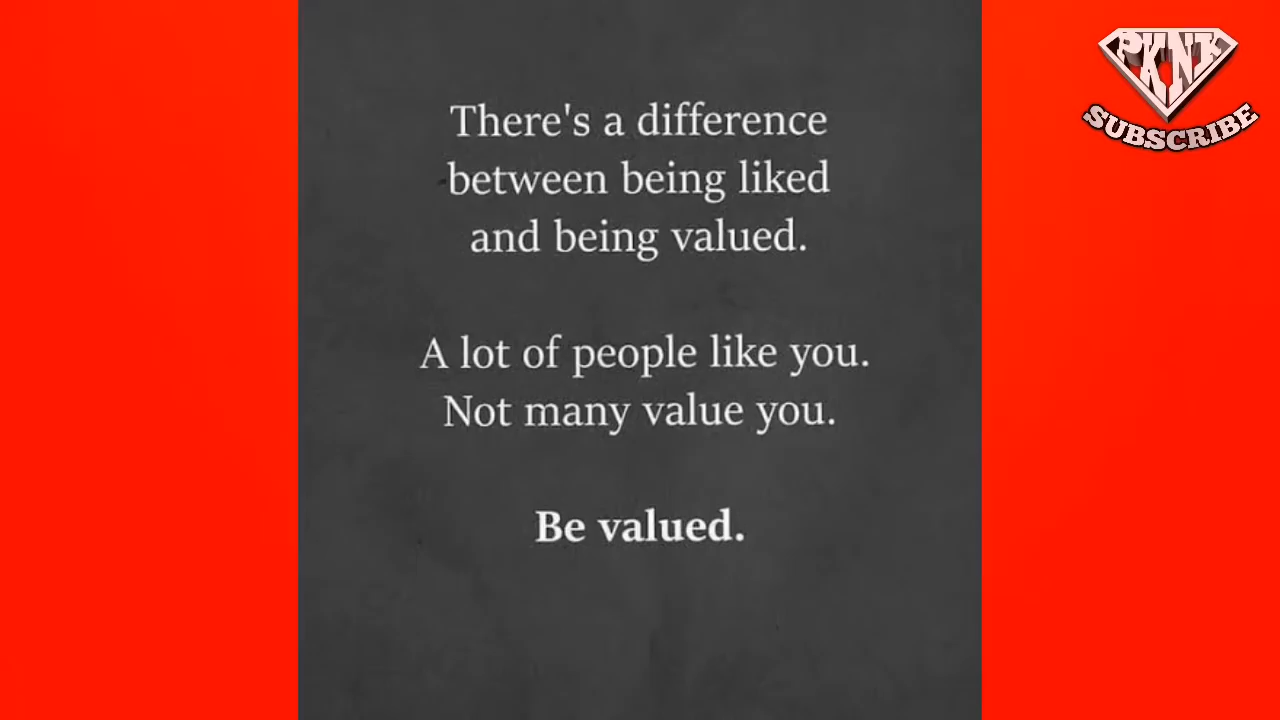 PKNK
SUBSCRIBE
There's a difference
between being liked
and being valued.
A lot of people like you.
Not many value you.
Be valued.